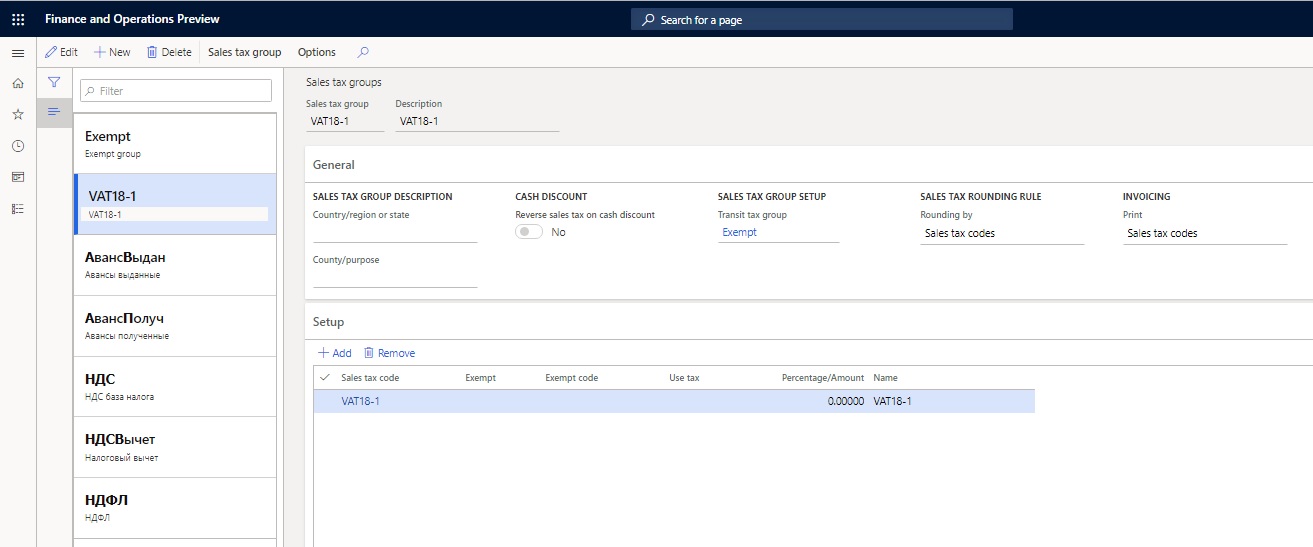 Finance and Operations Preview
Search for a page
Edit New Delete Sales tax group Options
Filter
Exempt
Exempt group
VAT18-1
VAT18-1
АвансВыдан
Авансы выданные
АвансПолуч
Авансы полученные
НДС
НДС база налога
НДСВычет
Налоговый вычет
НДФЛ
НДФЛ
Sales tax groups
Sales tax group Description
VAT18-1 VAT18-1
General
SALES TAX GROUP DESCRIPTION
Country/region or state
County/purpose
CASH DISCOUNT
Reverse sales tax on cash discount
No
SALES TAX GROUP SETUP
Transit tax group
Exempt
SALES TAX ROUNDING RULE
Rounding by
Sales tax codes
INVOICING
Print
Sales tax codes
Setup
Add Remove
Sales tax code Exempt Exempt code Use tax Percentage/Amount Name
VAT18-1 0.00000 VAT18-1